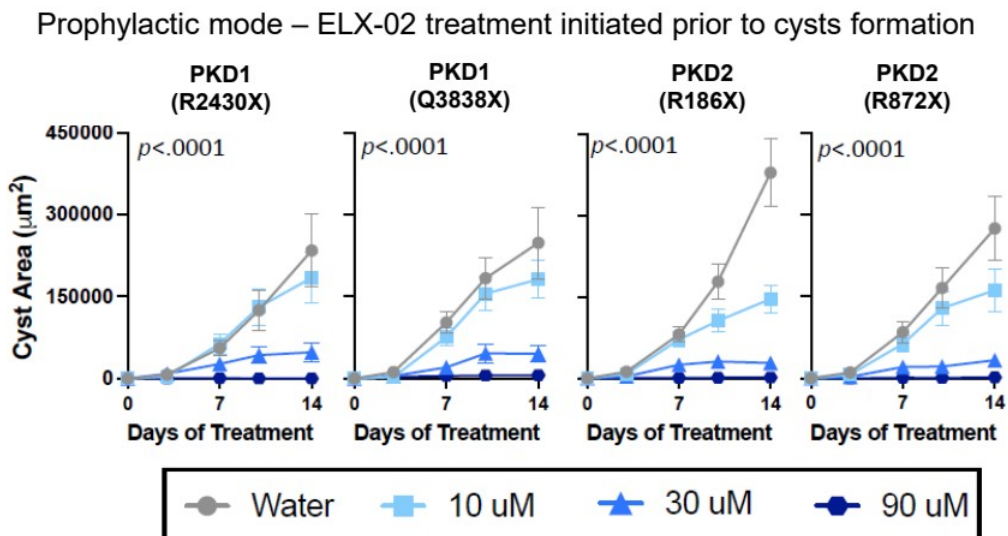 Prophylactic mode – ELX-02 treatment initiated prior to cysts formation
PKD1
(R2430X)
PKD1
(Q3838X)
PKD2
(R186X)
PKD2
(R872X)
Cyst Area (μm²)
450000
300000
150000
0
p<.0001
0 7 14
Days of Treatment
p<.0001
0 7 14
Days of Treatment
p<.0001
0 7 14
Days of Treatment
p<.0001
0 7 14
Days of Treatment
Water 10 uM 30 uM 90 uM